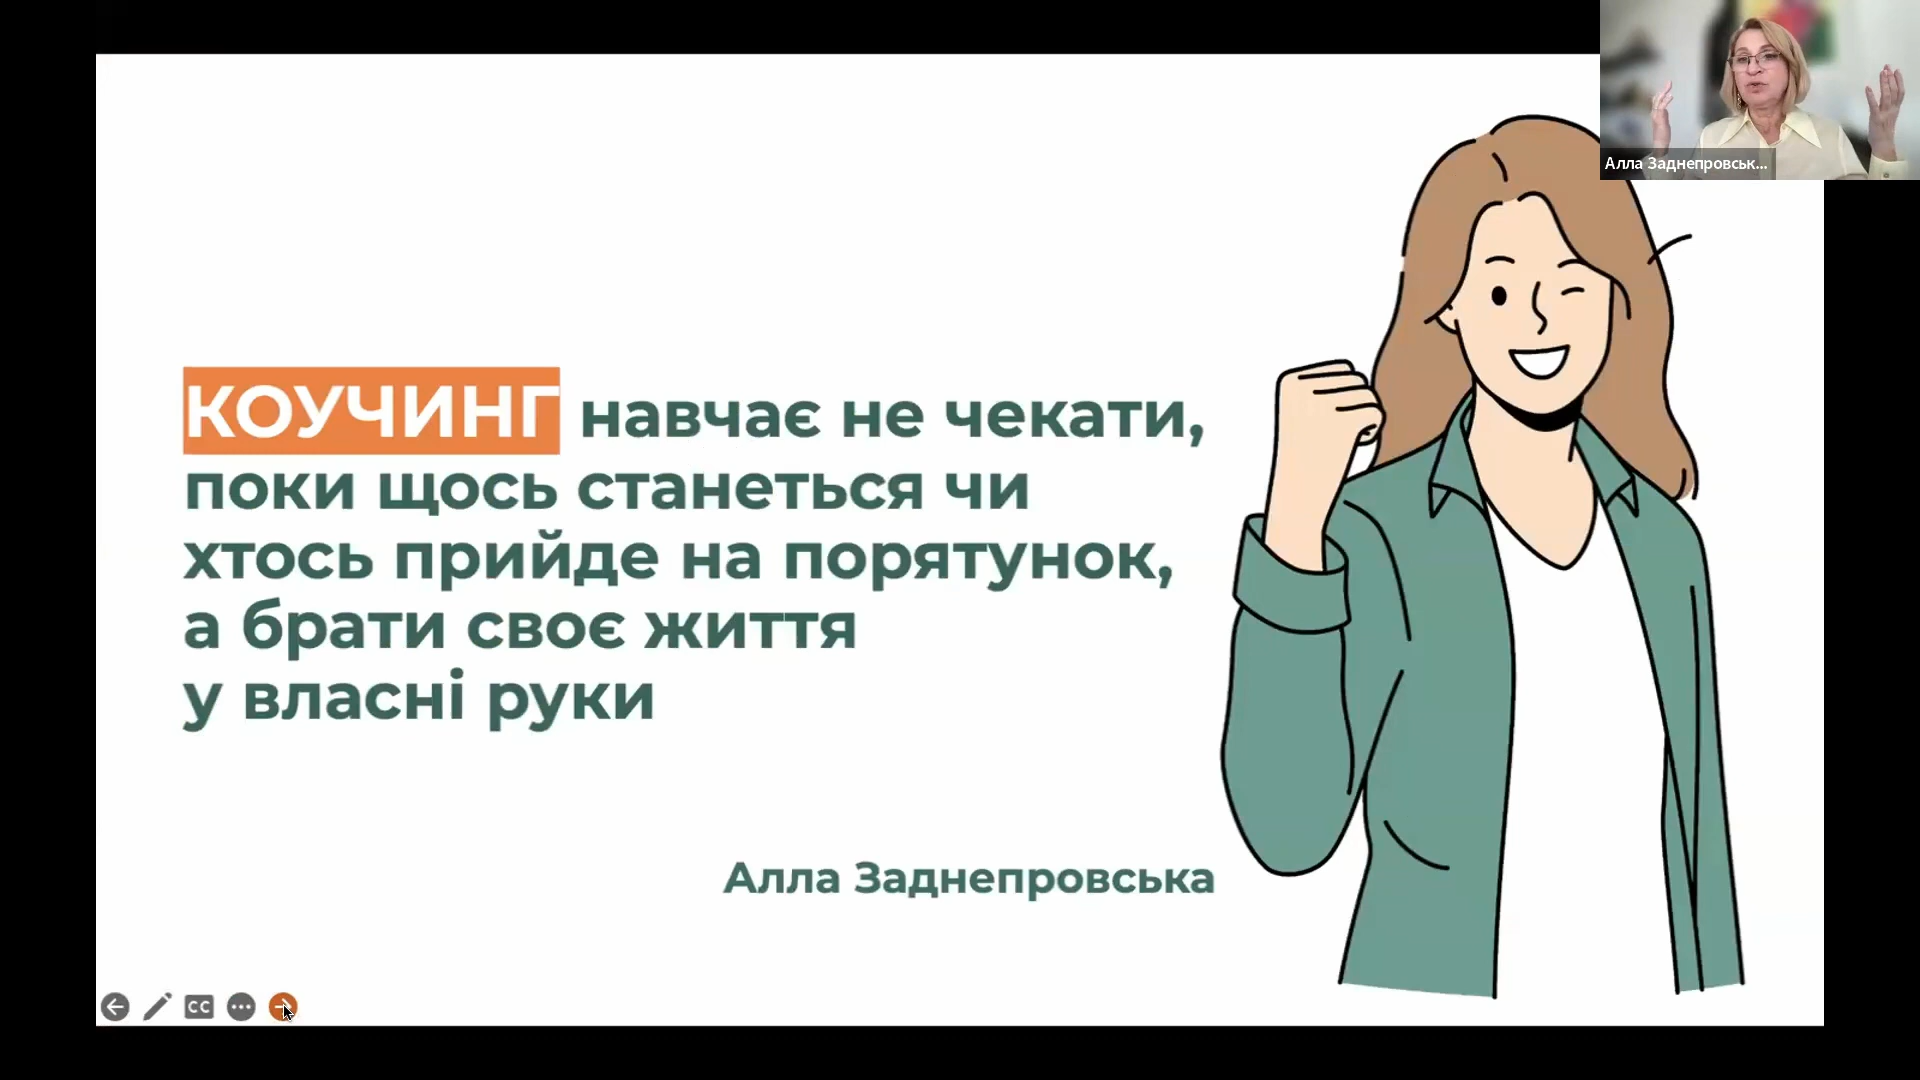 Алла Заднепровськ...
КОУЧИНГ навчає не чекати,
поки щось станеться чи
хтось прийде на порятунок,
а брати своє життя
у власні руки
Алла Заднепровська
CC